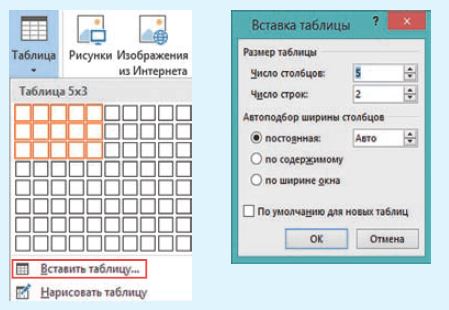 Таблица
Рисунки
Изображения
из Интернета
Таблица 5x3
Вставить таблицу...
Нарисовать таблицу
Вставка таблицы
?
×
Размер таблицы
Число столбцов: 5
Число строк: 2
Автоподбор ширины столбцов
постоянная: Авто
по содержимому
по ширине окна
По умолчанию для новых таблиц
ОК
Отмена